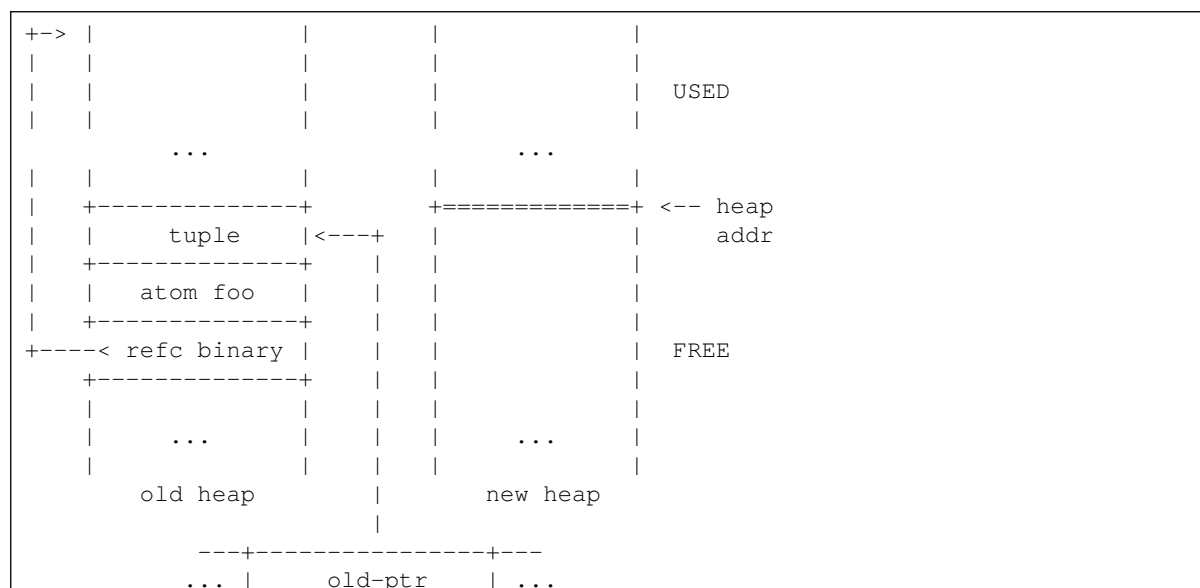 +-> |               |         |             |
|   |               |         |             |
|   |               |         |             |  USED
|   |               |         |             |
          ...                       ...
|   |               |         |             |
|   +--------------+        +=============+ <-- heap
|   |     tuple     |<---+   |             |     addr
|   +--------------+    |   |             |
|   |   atom foo    |    |   |             |
|   +--------------+    |   |             |
+----< refc binary |    |   |             |  FREE
    +--------------+    |   |             |
    |               |    |   |             |
    |      ...      |    |   |     ...     |
    |               |    |   |             |
        old heap         |       new heap
                         |
            ---+----------------+---
           ... |     old-ptr    | ...